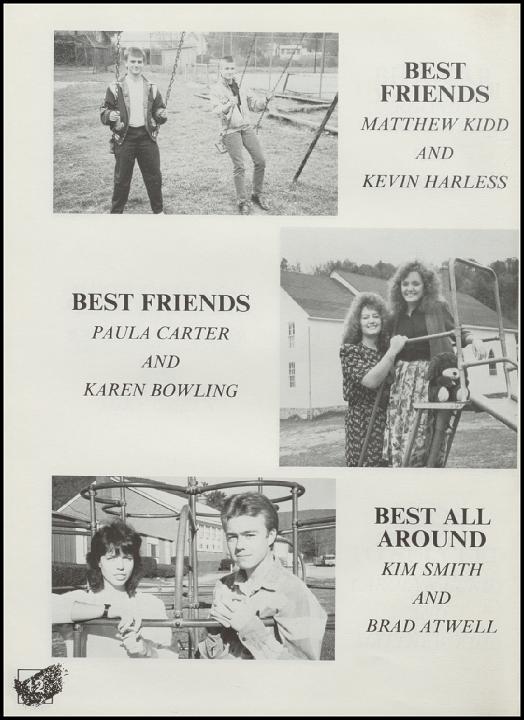 BEST
FRIENDS
MATTHEW KIDD
AND
KEVIN HARLESS
BEST FRIENDS
PAULA CARTER
AND
KAREN BOWLING
BEST ALL
AROUND
KIM SMITH
AND
BRAD ATWELL